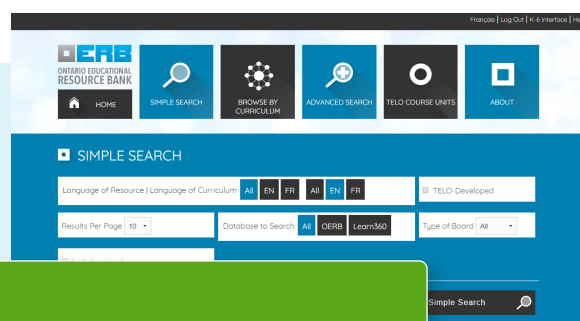 Français | Log Out | K-6 Interface |
OERB
ONTARIO EDUCATIONAL
RESOURCE BANK
HOME
SIMPLE SEARCH
BROWSE BY
CURRICULUM
ADVANCED SEARCH
TELO COURSE UNITS
ABOUT
SIMPLE SEARCH
Language of Resource | Language of Curriculum All EN FR All EN FR
TELO-Developed
Results Per Page 10
Database to Search All OERB Learn360
Type of Board All
Simple Search